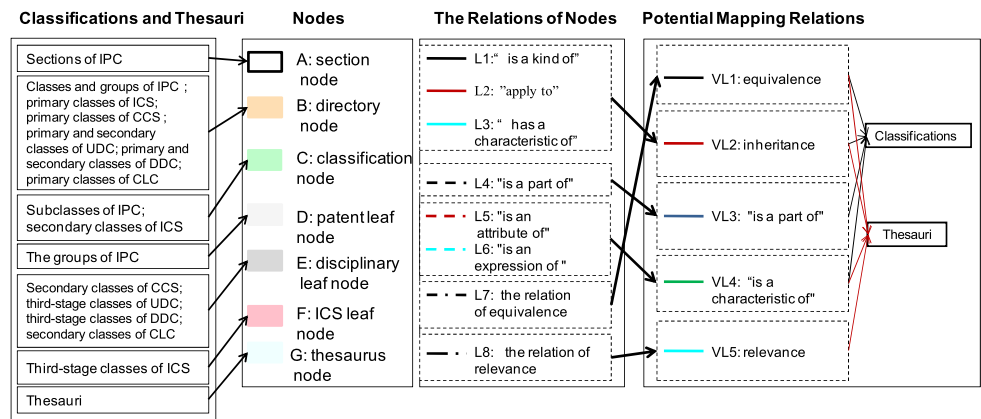 Classifications and Thesauri
Nodes
The Relations of Nodes
Potential Mapping Relations
Sections of IPC
Classes and groups of IPC ;
primary classes of ICS;
primary classes of CCS ;
primary and secondary
classes of UDC; primary and
secondary classes of DDC;
primary classes of CLC
Subclasses of IPC;
secondary classes of ICS
The groups of IPC
Secondary classes of CCS;
third-stage classes of UDC;
third-stage classes of DDC;
secondary classes of CLC
Third-stage classes of ICS
Thesauri
A: section
node
B: directory
node
C: classification
node
D: patent leaf
node
E: disciplinary
leaf node
F: ICS leaf
node
G: thesaurus
node
L1:“ is a kind of”
L2: ”apply to”
L3: “ has a
characteristic of”
L4: "is a part of"
L5: "is an
attribute of"
L6: "is an
expression of "
L7: the relation
of equivalence
L8: the relation of
relevance
VL1: equivalence
VL2: inheritance
VL3: "is a part of"
VL4: “is a
characteristic of"
VL5: relevance
Classifications
Thesauri